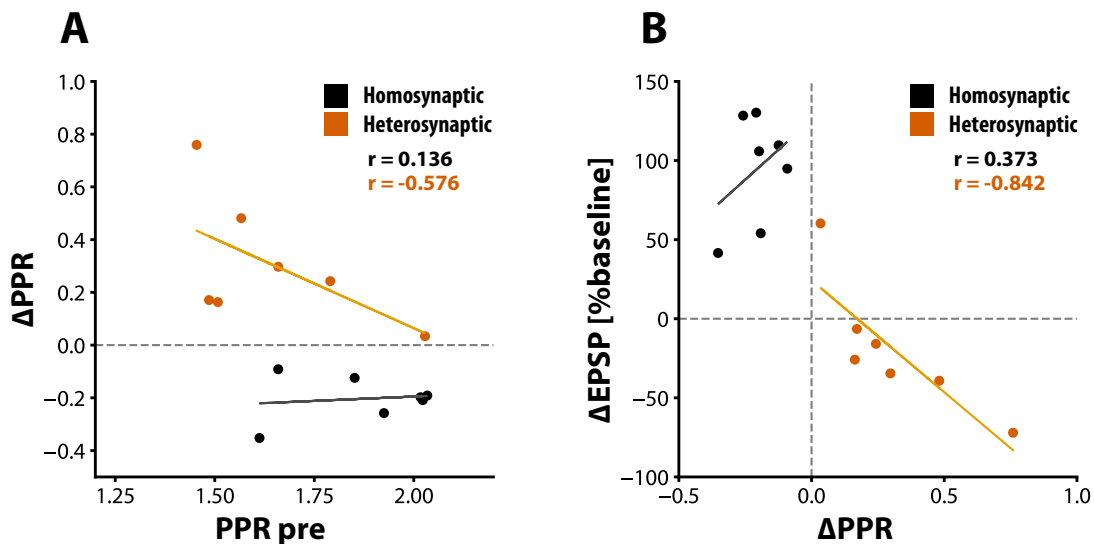 A
1.0
0.8
0.6
0.4
0.2
0.0
−0.2
−0.4
ΔPPR
1.25
1.50
1.75
2.00
PPR pre
Homosynaptic
Heterosynaptic
r = 0.136
r = -0.576
B
150
100
50
0
−50
−100
ΔEPSP [%baseline]
−0.5
0.0
0.5
1.0
ΔPPR
Homosynaptic
Heterosynaptic
r = 0.373
r = -0.842